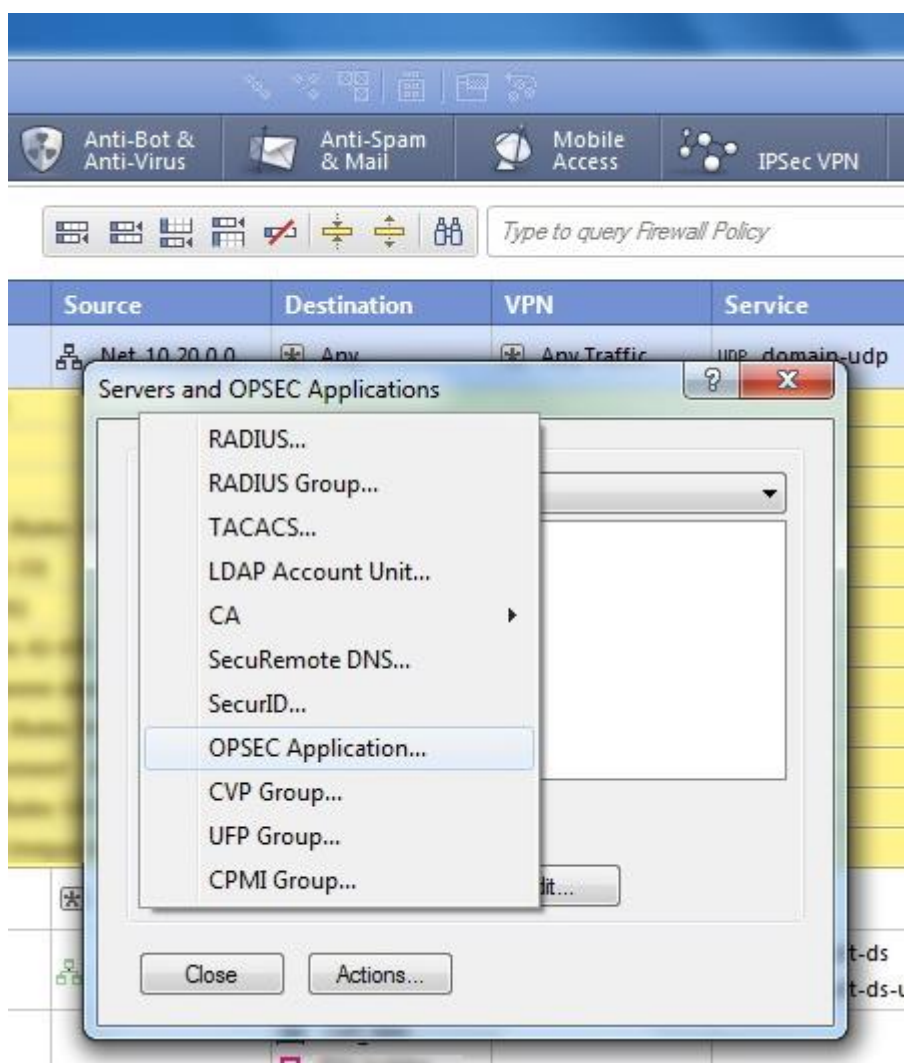 Anti-Bot &
Anti-Virus
Anti-Spam
& Mail
Mobile
Access
IPSec VPN
Type to query Firewall Policy
Source Destination VPN Service
Net_10.20.0.0 Any Any Traffic UDP domain-udp
Servers and OPSEC Applications ? X
RADIUS...
RADIUS Group...
TACACS...
LDAP Account Unit...
CA
SecuRemote DNS...
SecurID...
OPSEC Application...
CVP Group...
UFP Group...
CPMI Group...
dit...
t-ds
Close Actions...
t-ds-u